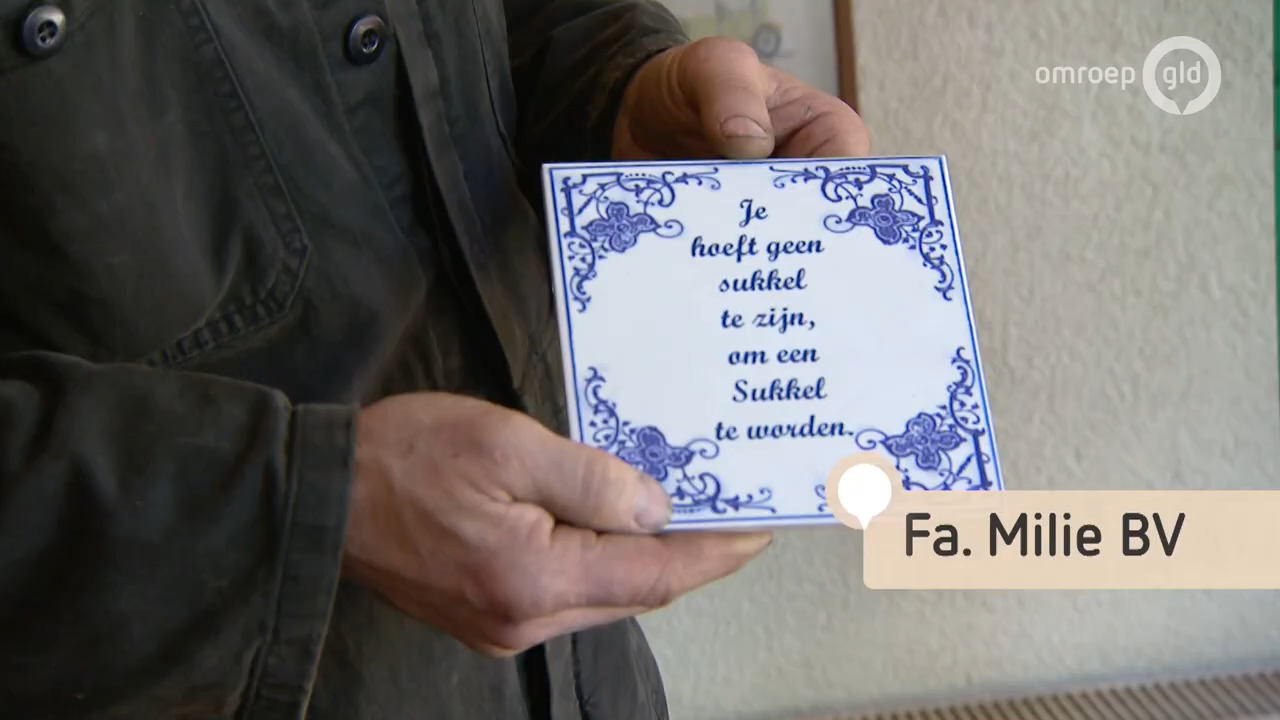 omroep gld
Je
hoeft geen
sukkel
te zijn,
om een
Sukkel
te worden.
Fa. Milie BV